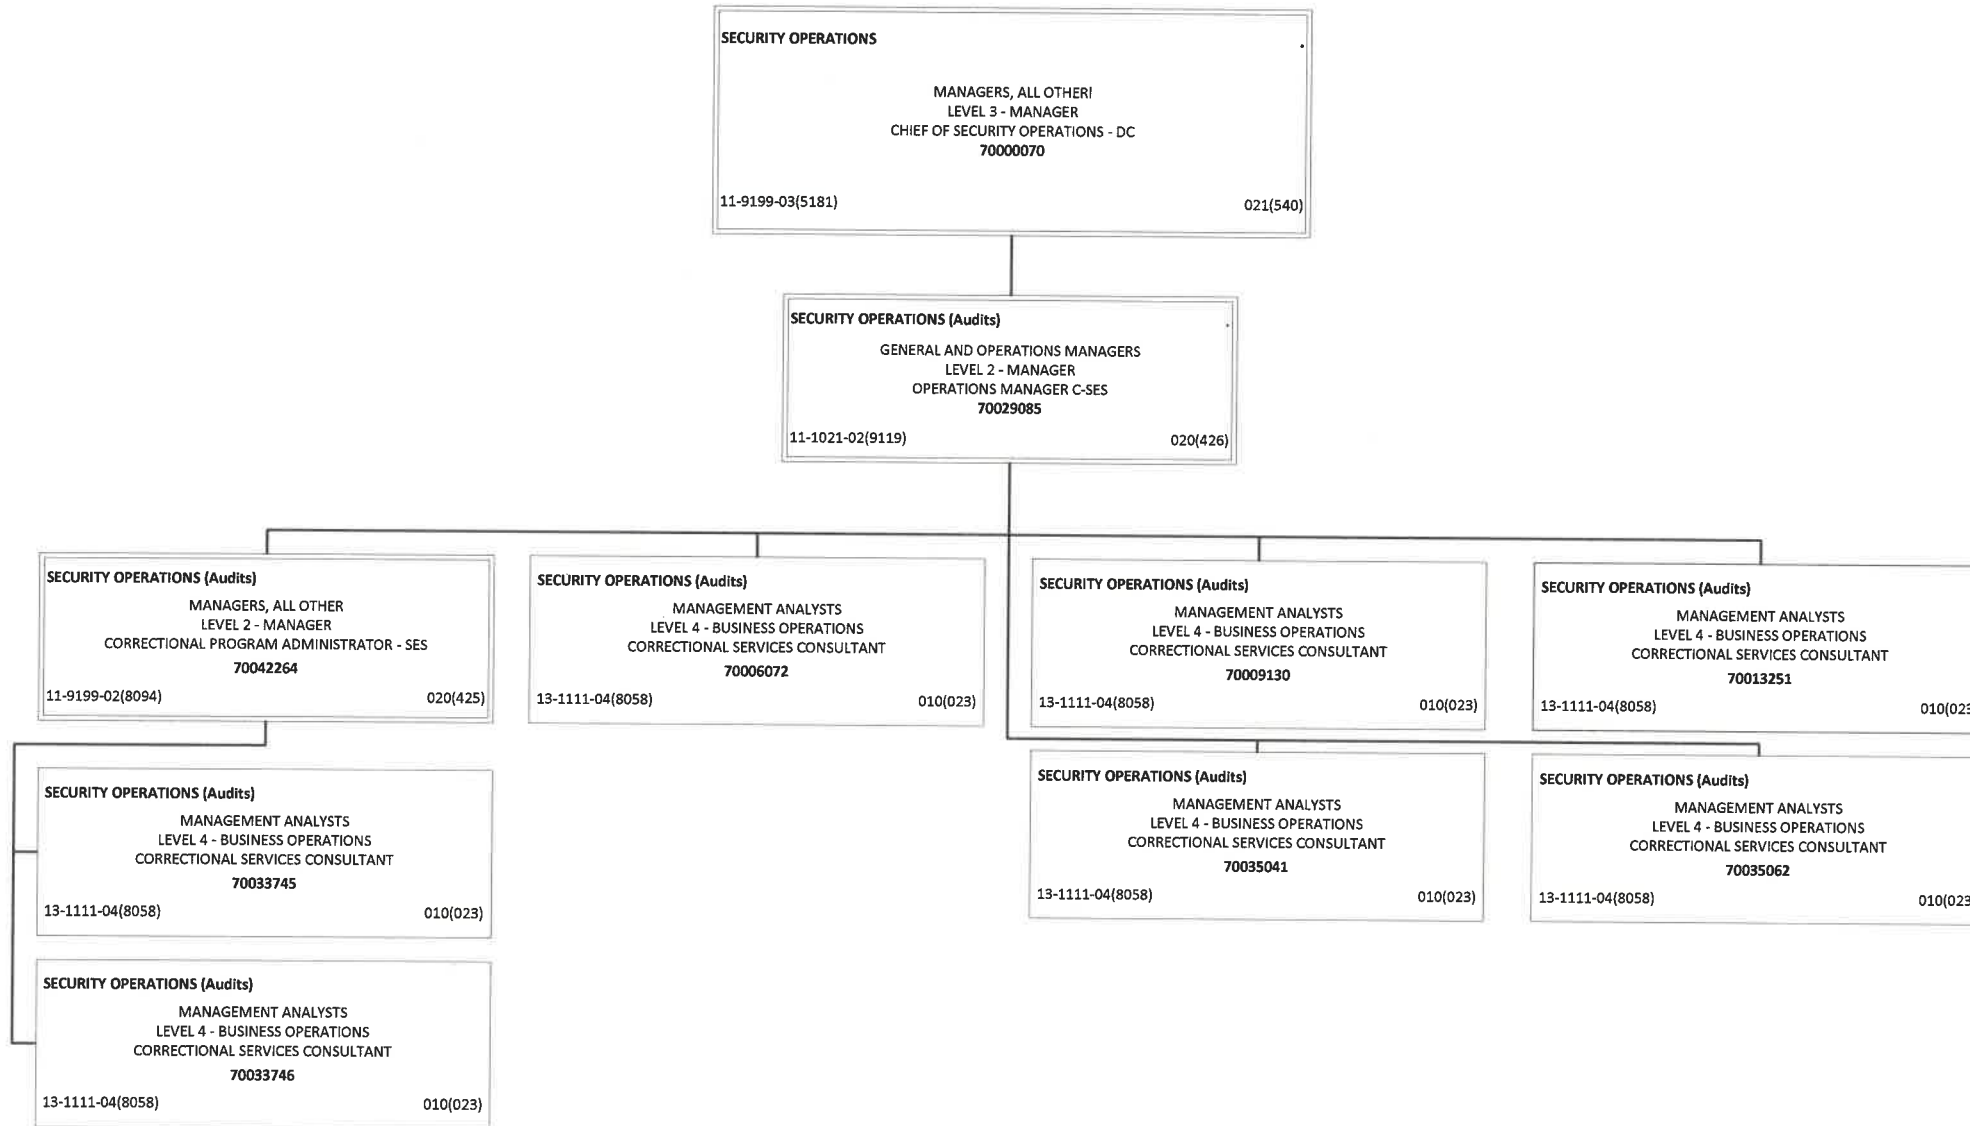 SECURITY OPERATIONS
MANAGERS, ALL OTHERI
LEVEL 3 - MANAGER
CHIEF OF SECURITY OPERATIONS - DC
70000070
11-9199-03(5181) 021(540)
SECURITY OPERATIONS (Audits)
GENERAL AND OPERATIONS MANAGERS
LEVEL 2 - MANAGER
OPERATIONS MANAGER C-SES
70029085
11-1021-02(9119) 020(426)
SECURITY OPERATIONS (Audits)
MANAGERS, ALL OTHER
LEVEL 2 - MANAGER
CORRECTIONAL PROGRAM ADMINISTRATOR - SES
70042264
11-9199-02(8094) 020(425)
SECURITY OPERATIONS (Audits)
MANAGEMENT ANALYSTS
LEVEL 4 - BUSINESS OPERATIONS
CORRECTIONAL SERVICES CONSULTANT
70006072
13-1111-04(8058) 010(023)
SECURITY OPERATIONS (Audits)
MANAGEMENT ANALYSTS
LEVEL 4 - BUSINESS OPERATIONS
CORRECTIONAL SERVICES CONSULTANT
70009130
13-1111-04(8058) 010(023)
SECURITY OPERATIONS (Audits)
MANAGEMENT ANALYSTS
LEVEL 4 - BUSINESS OPERATIONS
CORRECTIONAL SERVICES CONSULTANT
70013251
13-1111-04(8058) 010(023
SECURITY OPERATIONS (Audits)
MANAGEMENT ANALYSTS
LEVEL 4 - BUSINESS OPERATIONS
CORRECTIONAL SERVICES CONSULTANT
70033745
13-1111-04(8058) 010(023)
SECURITY OPERATIONS (Audits)
MANAGEMENT ANALYSTS
LEVEL 4 - BUSINESS OPERATIONS
CORRECTIONAL SERVICES CONSULTANT
70035041
13-1111-04(8058) 010(023)
SECURITY OPERATIONS (Audits)
MANAGEMENT ANALYSTS
LEVEL 4 - BUSINESS OPERATIONS
CORRECTIONAL SERVICES CONSULTANT
70035062
13-1111-04(8058) 010(023
SECURITY OPERATIONS (Audits)
MANAGEMENT ANALYSTS
LEVEL 4 - BUSINESS OPERATIONS
CORRECTIONAL SERVICES CONSULTANT
70033746
13-1111-04(8058) 010(023)